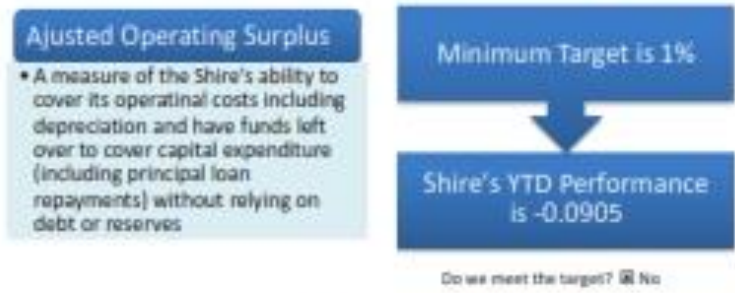 Ajusted Operating Surplus
• A measure of the Shire's ability to
cover its operatinal costs including
depreciation and have funds left
over to cover capital expenditure
(including principal loan
repayments) without relying on
debt or reserves
Minimum Target is 1%
Shire's YTD Performance
is -0.0905
Do we meet the target? ☒ No